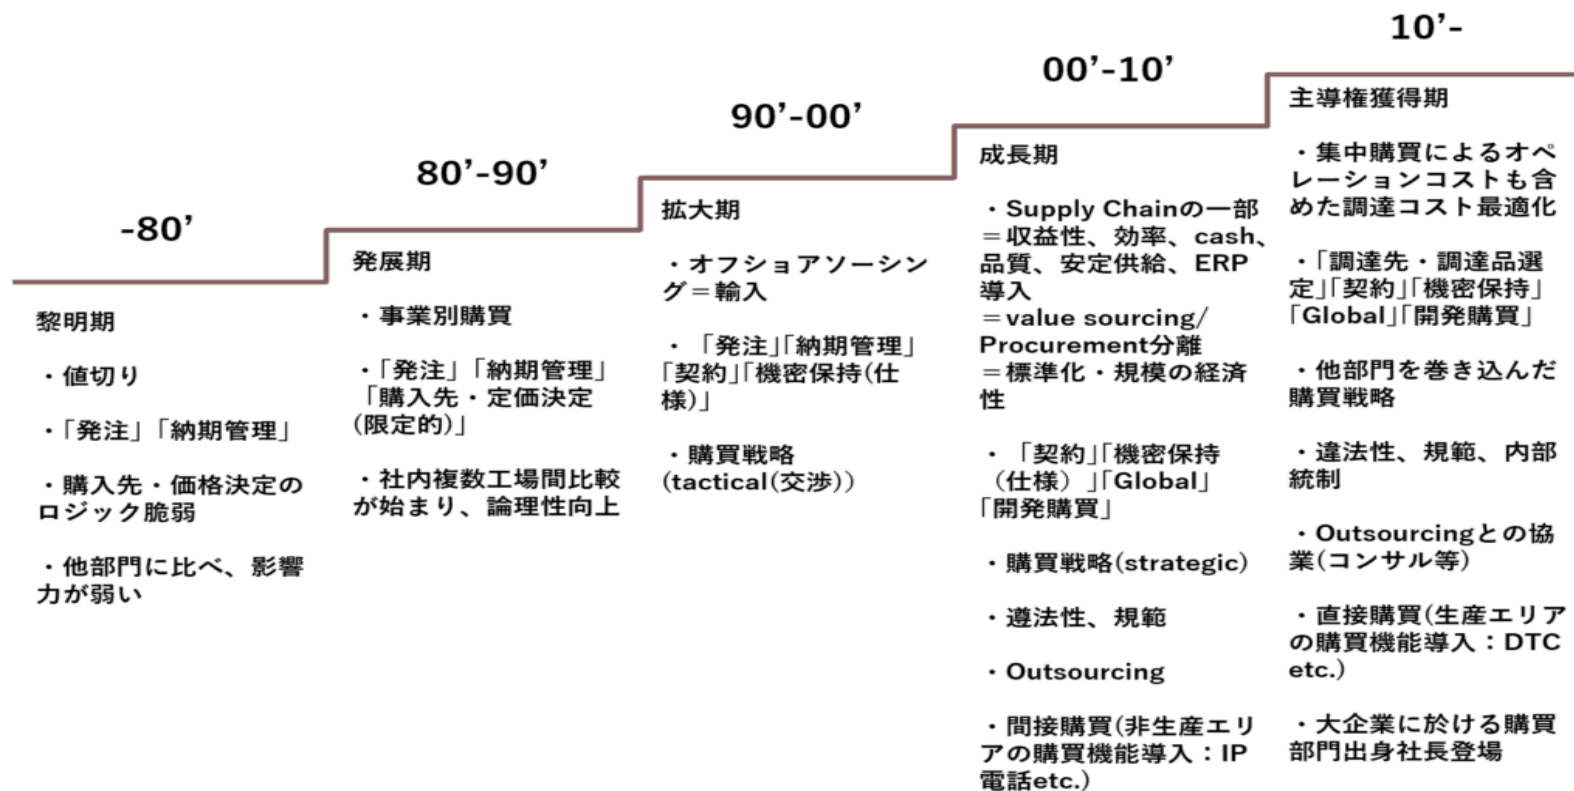 -80’
黎明期
・値切り
・「発注」「納期管理」
・購入先・価格決定の
ロジック脆弱
・他部門に比べ、影響
力が弱い
80’-90’
発展期
・事業別購買
・「発注」「納期管理」
「購入先・定価決定
(限定的)」
・社内複数工場間比較
が始まり、論理性向上
90’-00’
拡大期
・オフショアソーシン
グ＝輸入
・「発注」「納期管理」
「契約」「機密保持(仕
様)」
・購買戦略
(tactical(交渉))
00’-10’
成長期
・Supply Chainの一部
＝収益性、効率、cash、
品質、安定供給、ERP
導入
＝value sourcing/
Procurement分離
＝標準化・規模の経済
性
・「契約」「機密保持
（仕様）」「Global」
「開発購買」
・購買戦略(strategic)
・遵法性、規範
・Outsourcing
・間接購買(非生産エリ
アの購買機能導入：IP
電話etc.)
10’-
主導権獲得期
・集中購買によるオペ
レーションコストも含
めた調達コスト最適化
・「調達先・調達品選
定」「契約」「機密保持」
「Global」「開発購買」
・他部門を巻き込んだ
購買戦略
・違法性、規範、内部
統制
・Outsourcingとの協
業(コンサル等)
・直接購買(生産エリア
の購買機能導入：DTC
etc.)
・大企業に於ける購買
部門出身社長登場